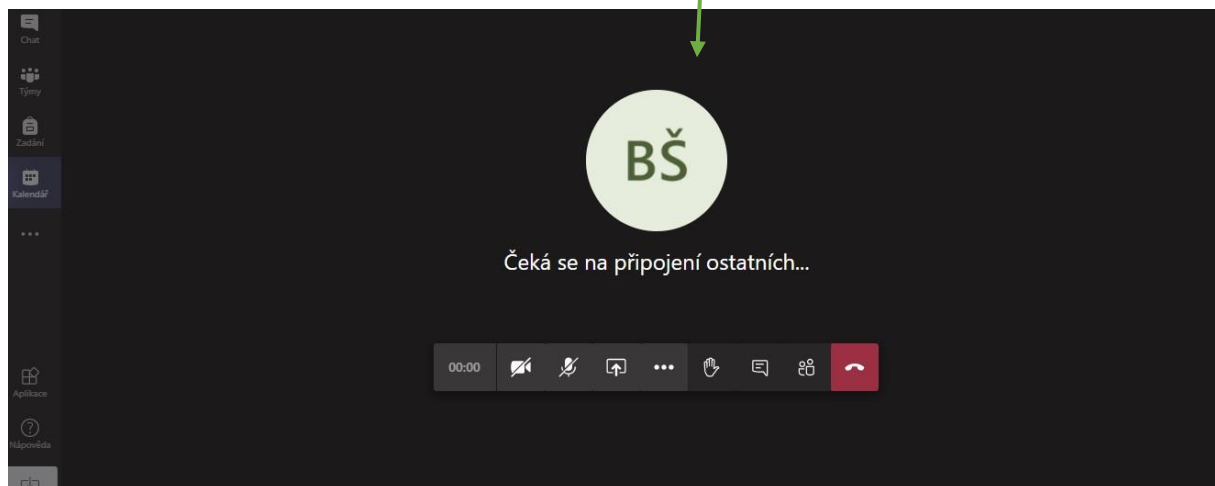 Chat
Týmy
Zadání
Kalendář
Aplikace
Nápověda
BŠ
Čeká se na připojení ostatních...
00:00